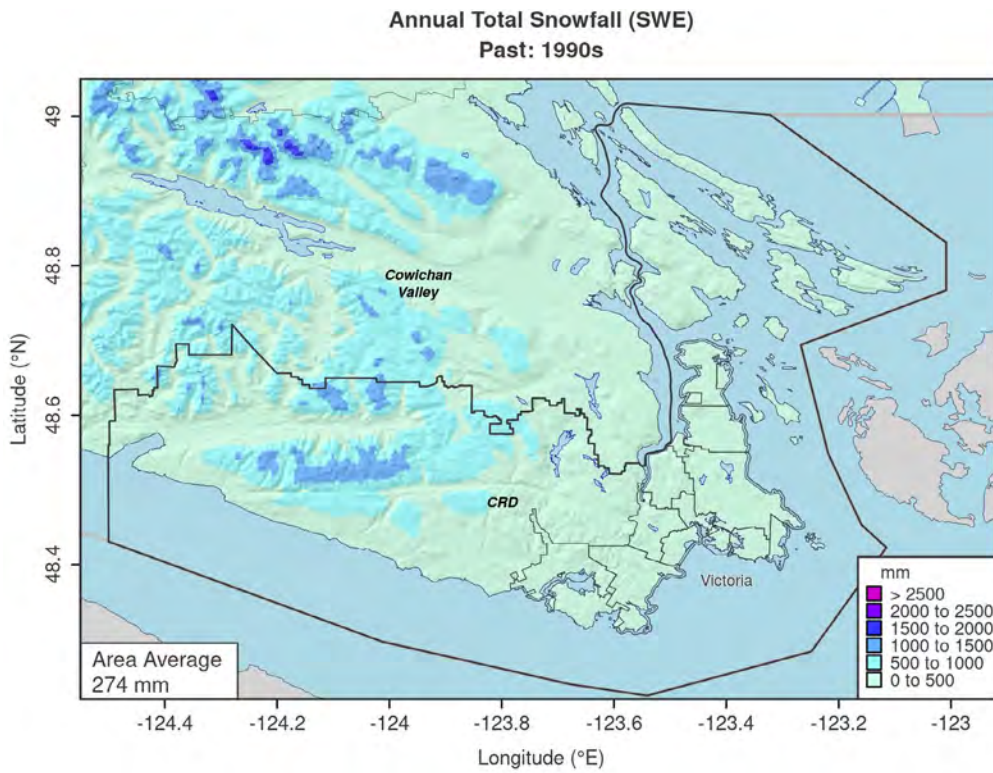 Annual Total Snowfall (SWE)
Past: 1990s
Latitude (°N)
49
48.8
48.6
48.4
Cowichan
Valley
CRD
Victoria
mm
> 2500
2000 to 2500
1500 to 2000
1000 to 1500
500 to 1000
0 to 500
Area Average
274 mm
-124.4
-124.2
-124
-123.8
-123.6
-123.4
-123.2
-123
Longitude (°E)